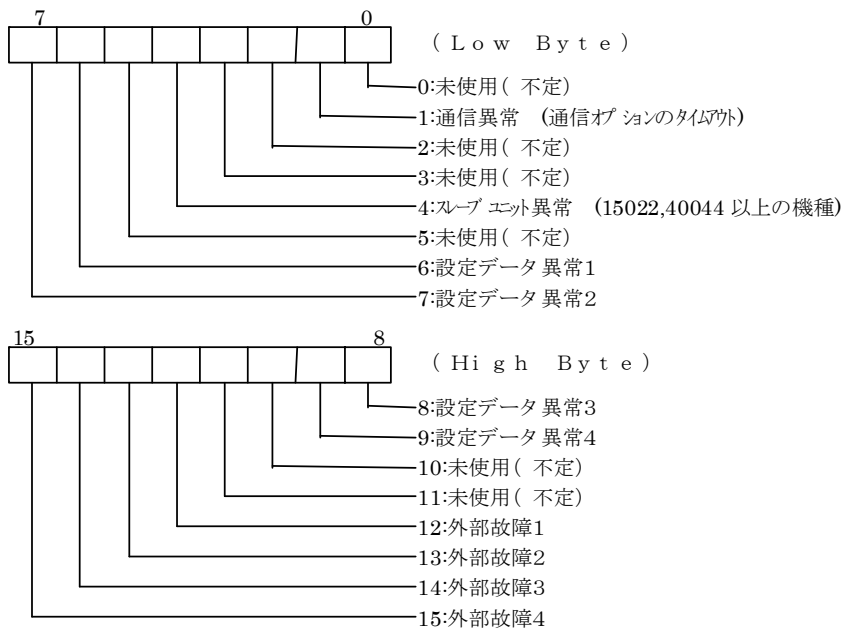 7 0
(Low Byte)
0:未使用( 不定)
1:通信異常 (通信オプションのタイムアウト)
2:未使用( 不定)
3:未使用( 不定)
4:スレーブユニット異常 (15022,40044 以上の機種)
5:未使用( 不定)
6:設定データ異常1
7:設定データ異常2
15 8
(High Byte)
8:設定データ異常3
9:設定データ異常4
10:未使用( 不定)
11:未使用( 不定)
12:外部故障1
13:外部故障2
14:外部故障3
15:外部故障4